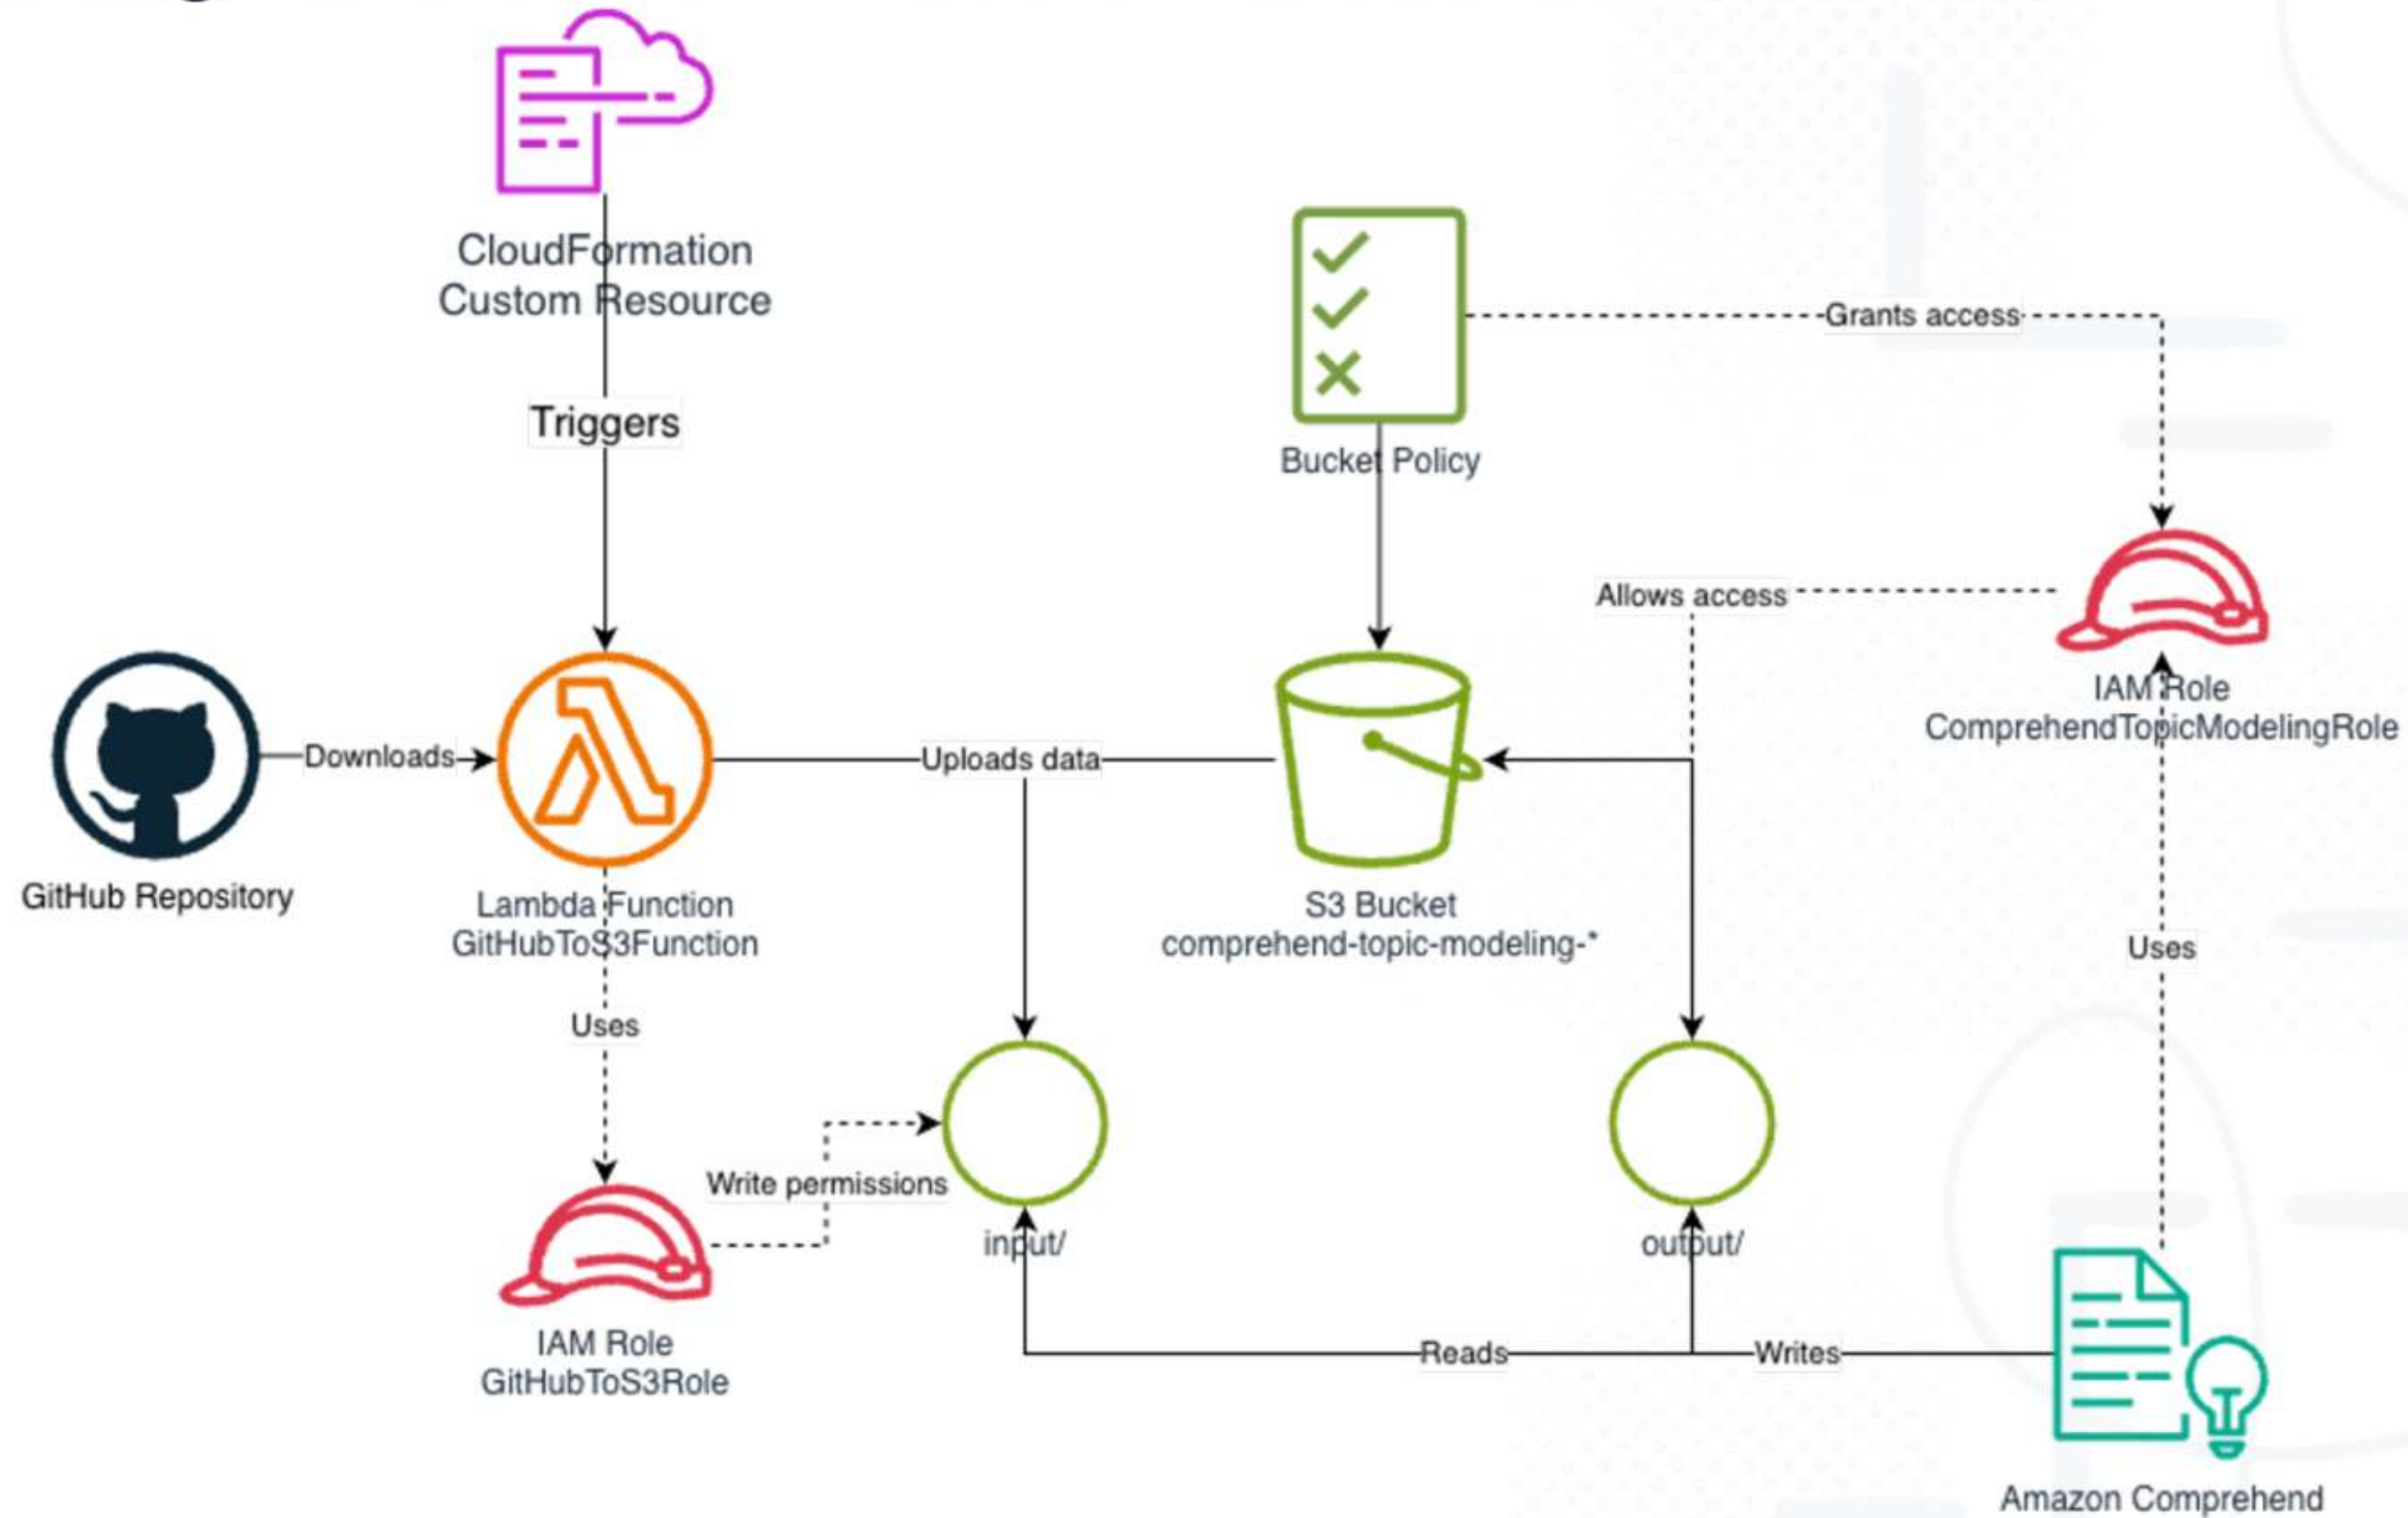 CloudFormation
Custom Resource
Triggers
Grants access
Bucket Policy
Allows access
IAM Role
ComprehendTopicModelingRole
Downloads
Uploads data
GitHub Repository
Lambda Function
GitHubToS3Function
S3 Bucket
comprehend-topic-modeling-*
Uses
Uses
Write permissions
input/
output/
IAM Role
GitHubToS3Role
Reads
Writes
Amazon Comprehend